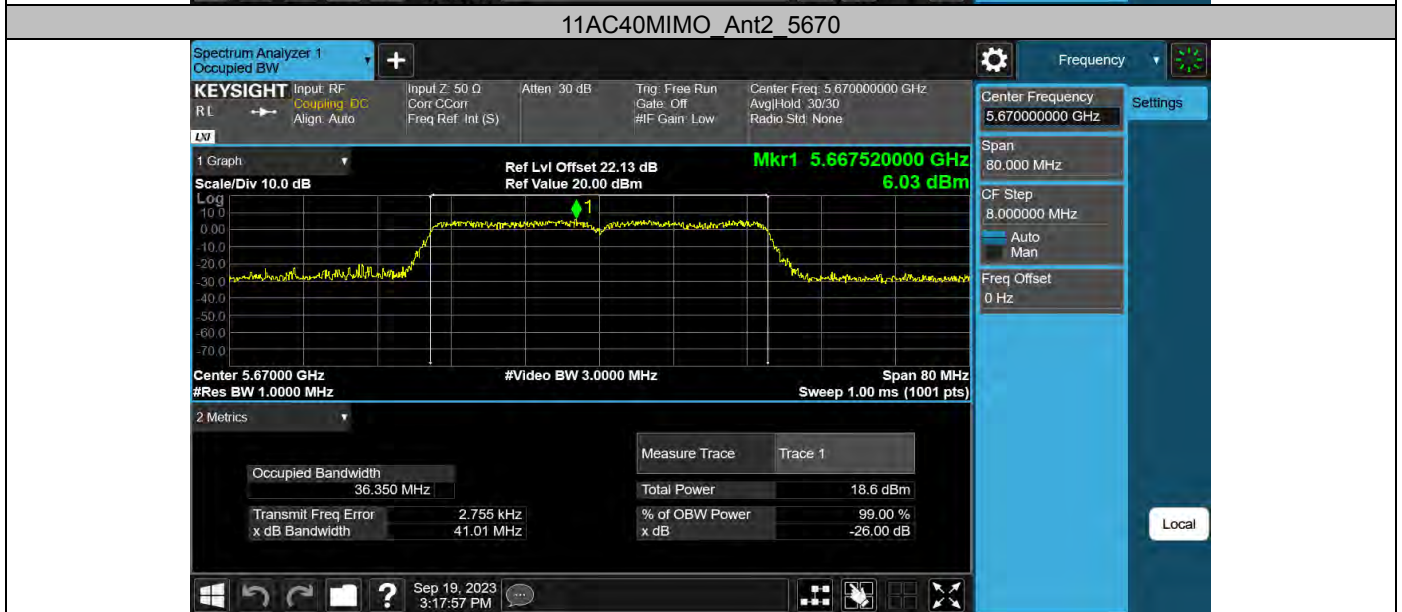 11AC40MIMO_Ant2_5670
Spectrum Analyzer 1
Occupied BW
Frequency
KEYSIGHT
R L
LXI
Input: RF
Coupling: DC
Align: Auto
Input Z: 50 Ω
Corr CCorr
Freq Ref: Int (S)
Atten: 30 dB
Trig: Free Run
Gate: Off
#IF Gain: Low
Center Freq: 5.670000000 GHz
Avg|Hold: 30/30
Radio Std: None
Center Frequency
5.670000000 GHz
Settings
Span
80.000 MHz
CF Step
8.000000 MHz
Auto
Man
Freq Offset
0 Hz
Local
1 Graph
Scale/Div 10.0 dB
Ref Lvl Offset 22.13 dB
Ref Value 20.00 dBm
Mkr1 5.667520000 GHz
6.03 dBm
Log
10.0
0.00
-10.0
-20.0
-30.0
-40.0
-50.0
-60.0
-70.0
1
Center 5.67000 GHz
#Res BW 1.0000 MHz
#Video BW 3.0000 MHz
Span 80 MHz
Sweep 1.00 ms (1001 pts)
2 Metrics
Measure Trace Trace 1
Occupied Bandwidth
36.350 MHz
Total Power 18.6 dBm
Transmit Freq Error 2.755 kHz
% of OBW Power 99.00 %
x dB Bandwidth 41.01 MHz
x dB -26.00 dB
?
Sep 19, 2023
3:17:57 PM